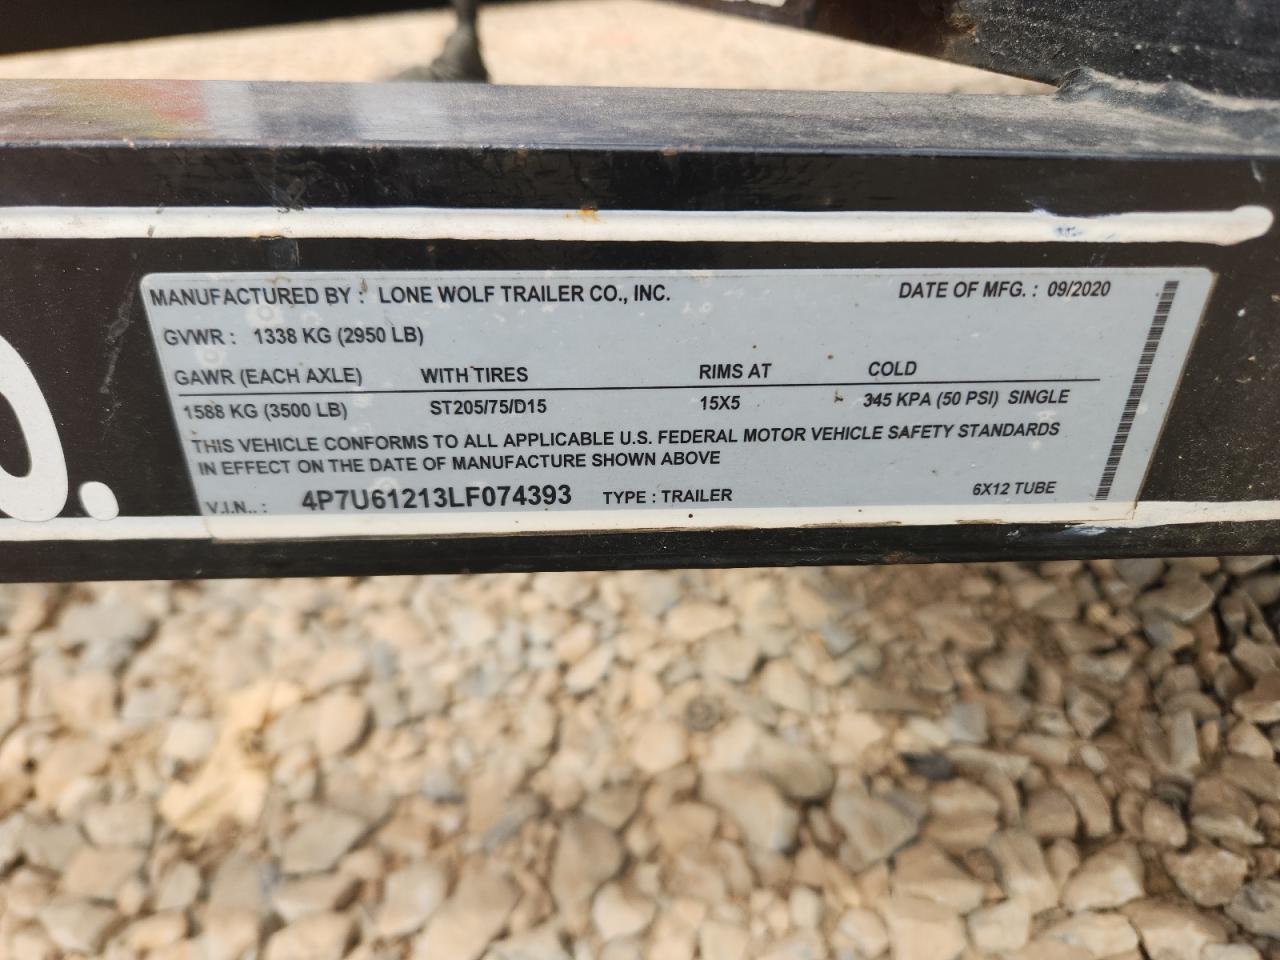 MANUFACTURED BY : LONE WOLF TRAILER CO., INC. DATE OF MFG. : 09/2020
GVWR : 1338 KG (2950 LB)
GAWR (EACH AXLE) WITH TIRES RIMS AT COLD
1588 KG (3500 LB) ST205/75/D15 15X5 345 KPA (50 PSI) SINGLE
THIS VEHICLE CONFORMS TO ALL APPLICABLE U.S. FEDERAL MOTOR VEHICLE SAFETY STANDARDS
IN EFFECT ON THE DATE OF MANUFACTURE SHOWN ABOVE
V.I.N.. : 4P7U61213LF074393 TYPE : TRAILER 6X12 TUBE